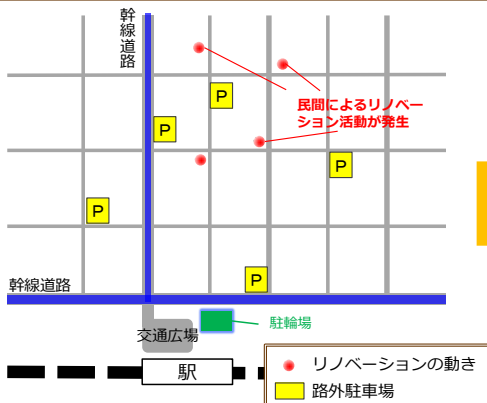 幹線道路
民間によるリノベー
ション活動が発生
P
P
P
P
P
幹線道路
駐輪場
交通広場
駅
リノベーションの動き
路外駐車場